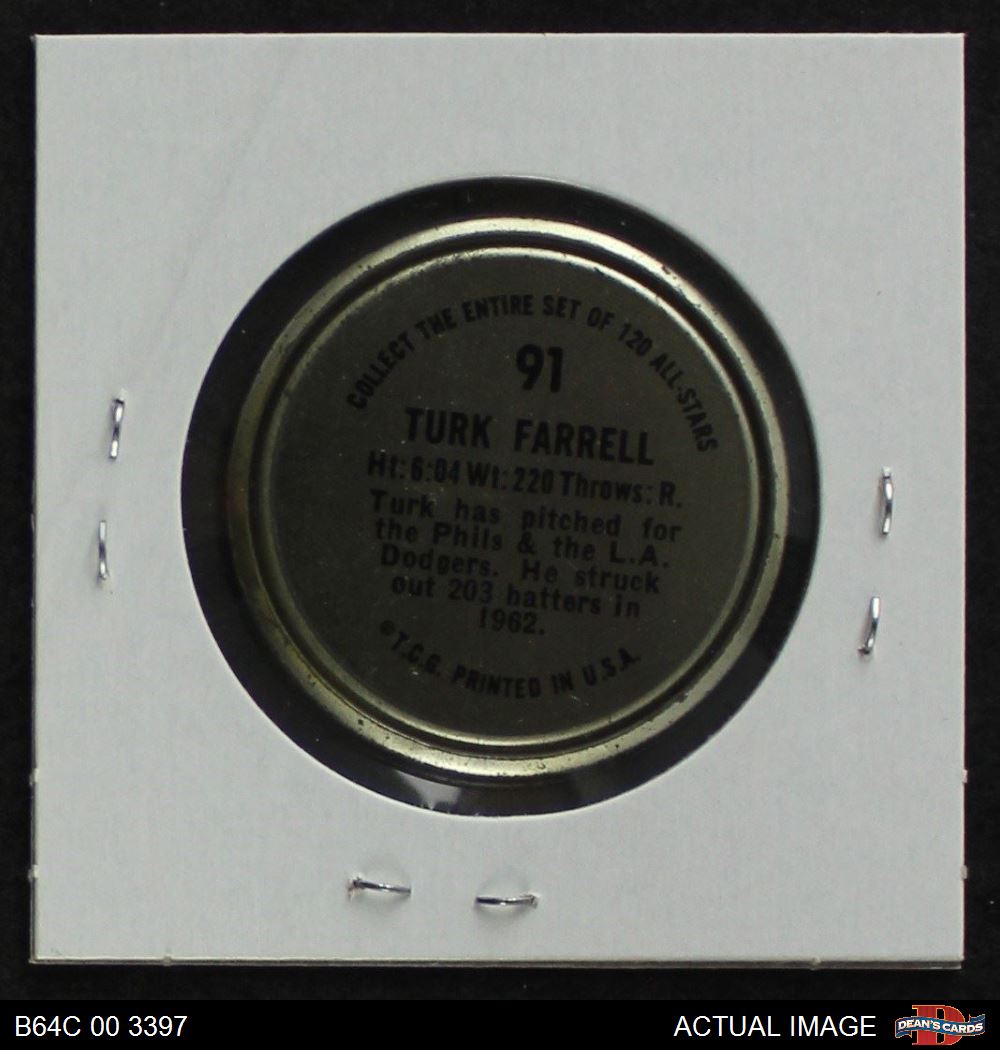 COLLECT THE ENTIRE SET OF 120 ALL-STARS
91
TURK FARRELL
Ht: 6:04 Wt: 220 Throws: R.
Turk has pitched for
the Phils & the L.A.
Dodgers. He struck
out 203 batters in
1962.
©T.C.G. PRINTED IN U.S.A.
B64C 00 3397
ACTUAL IMAGE
D
DEAN'S CARDS